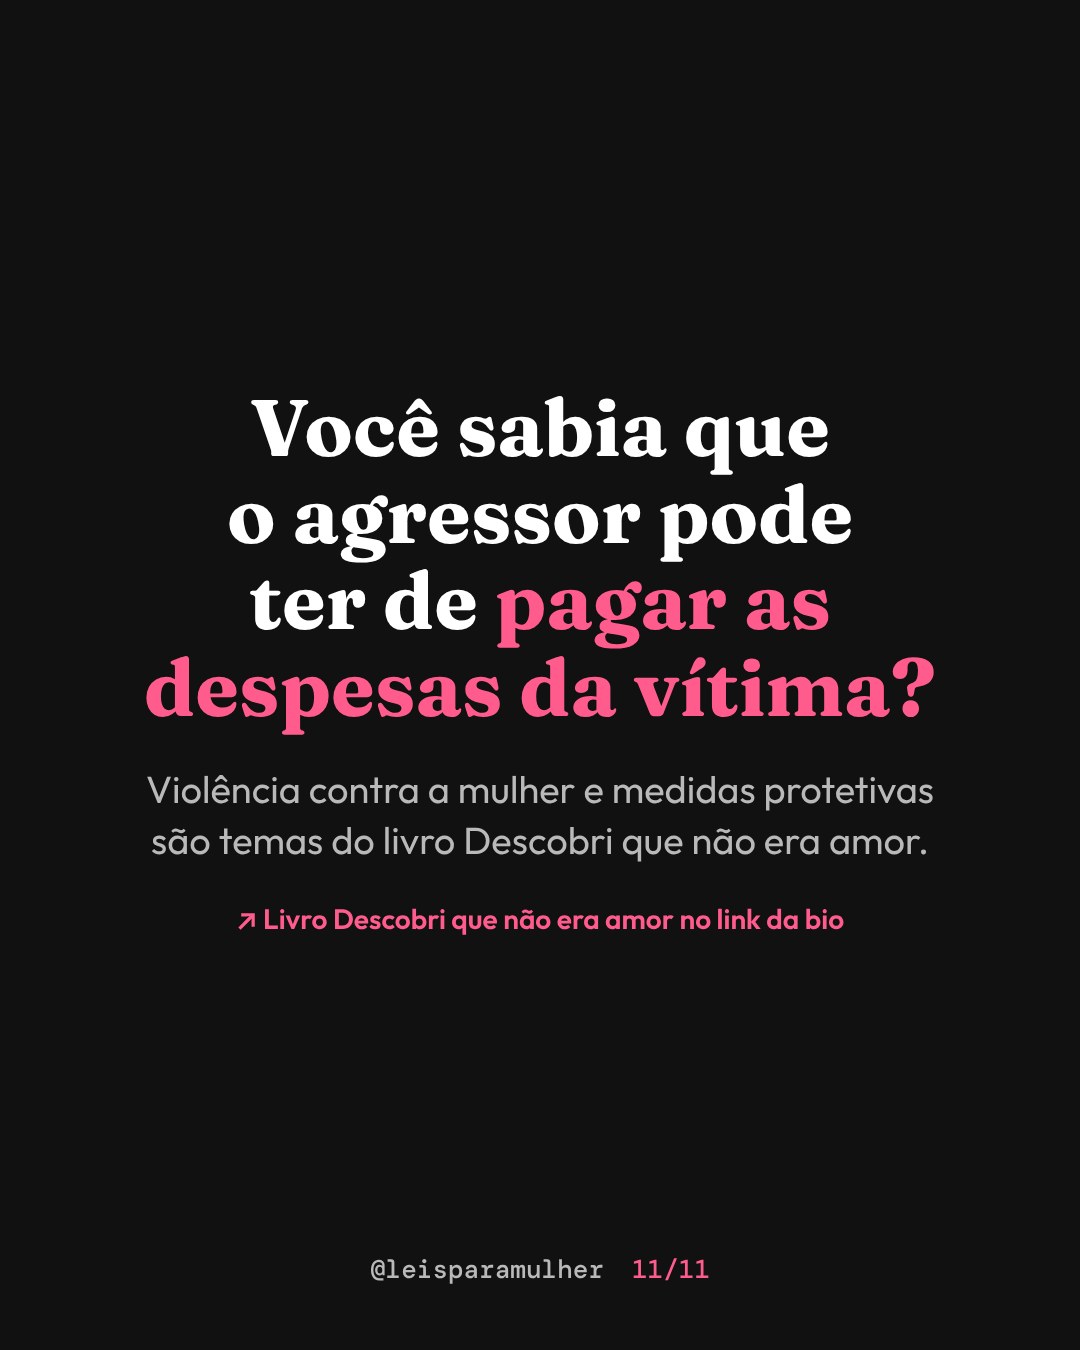 Você sabia que
o agressor pode
ter de pagar as
despesas da vítima?
Violência contra a mulher e medidas protetivas
são temas do livro Descobri que não era amor.
↗ Livro Descobri que não era amor no link da bio
@leisparamulher 11/11